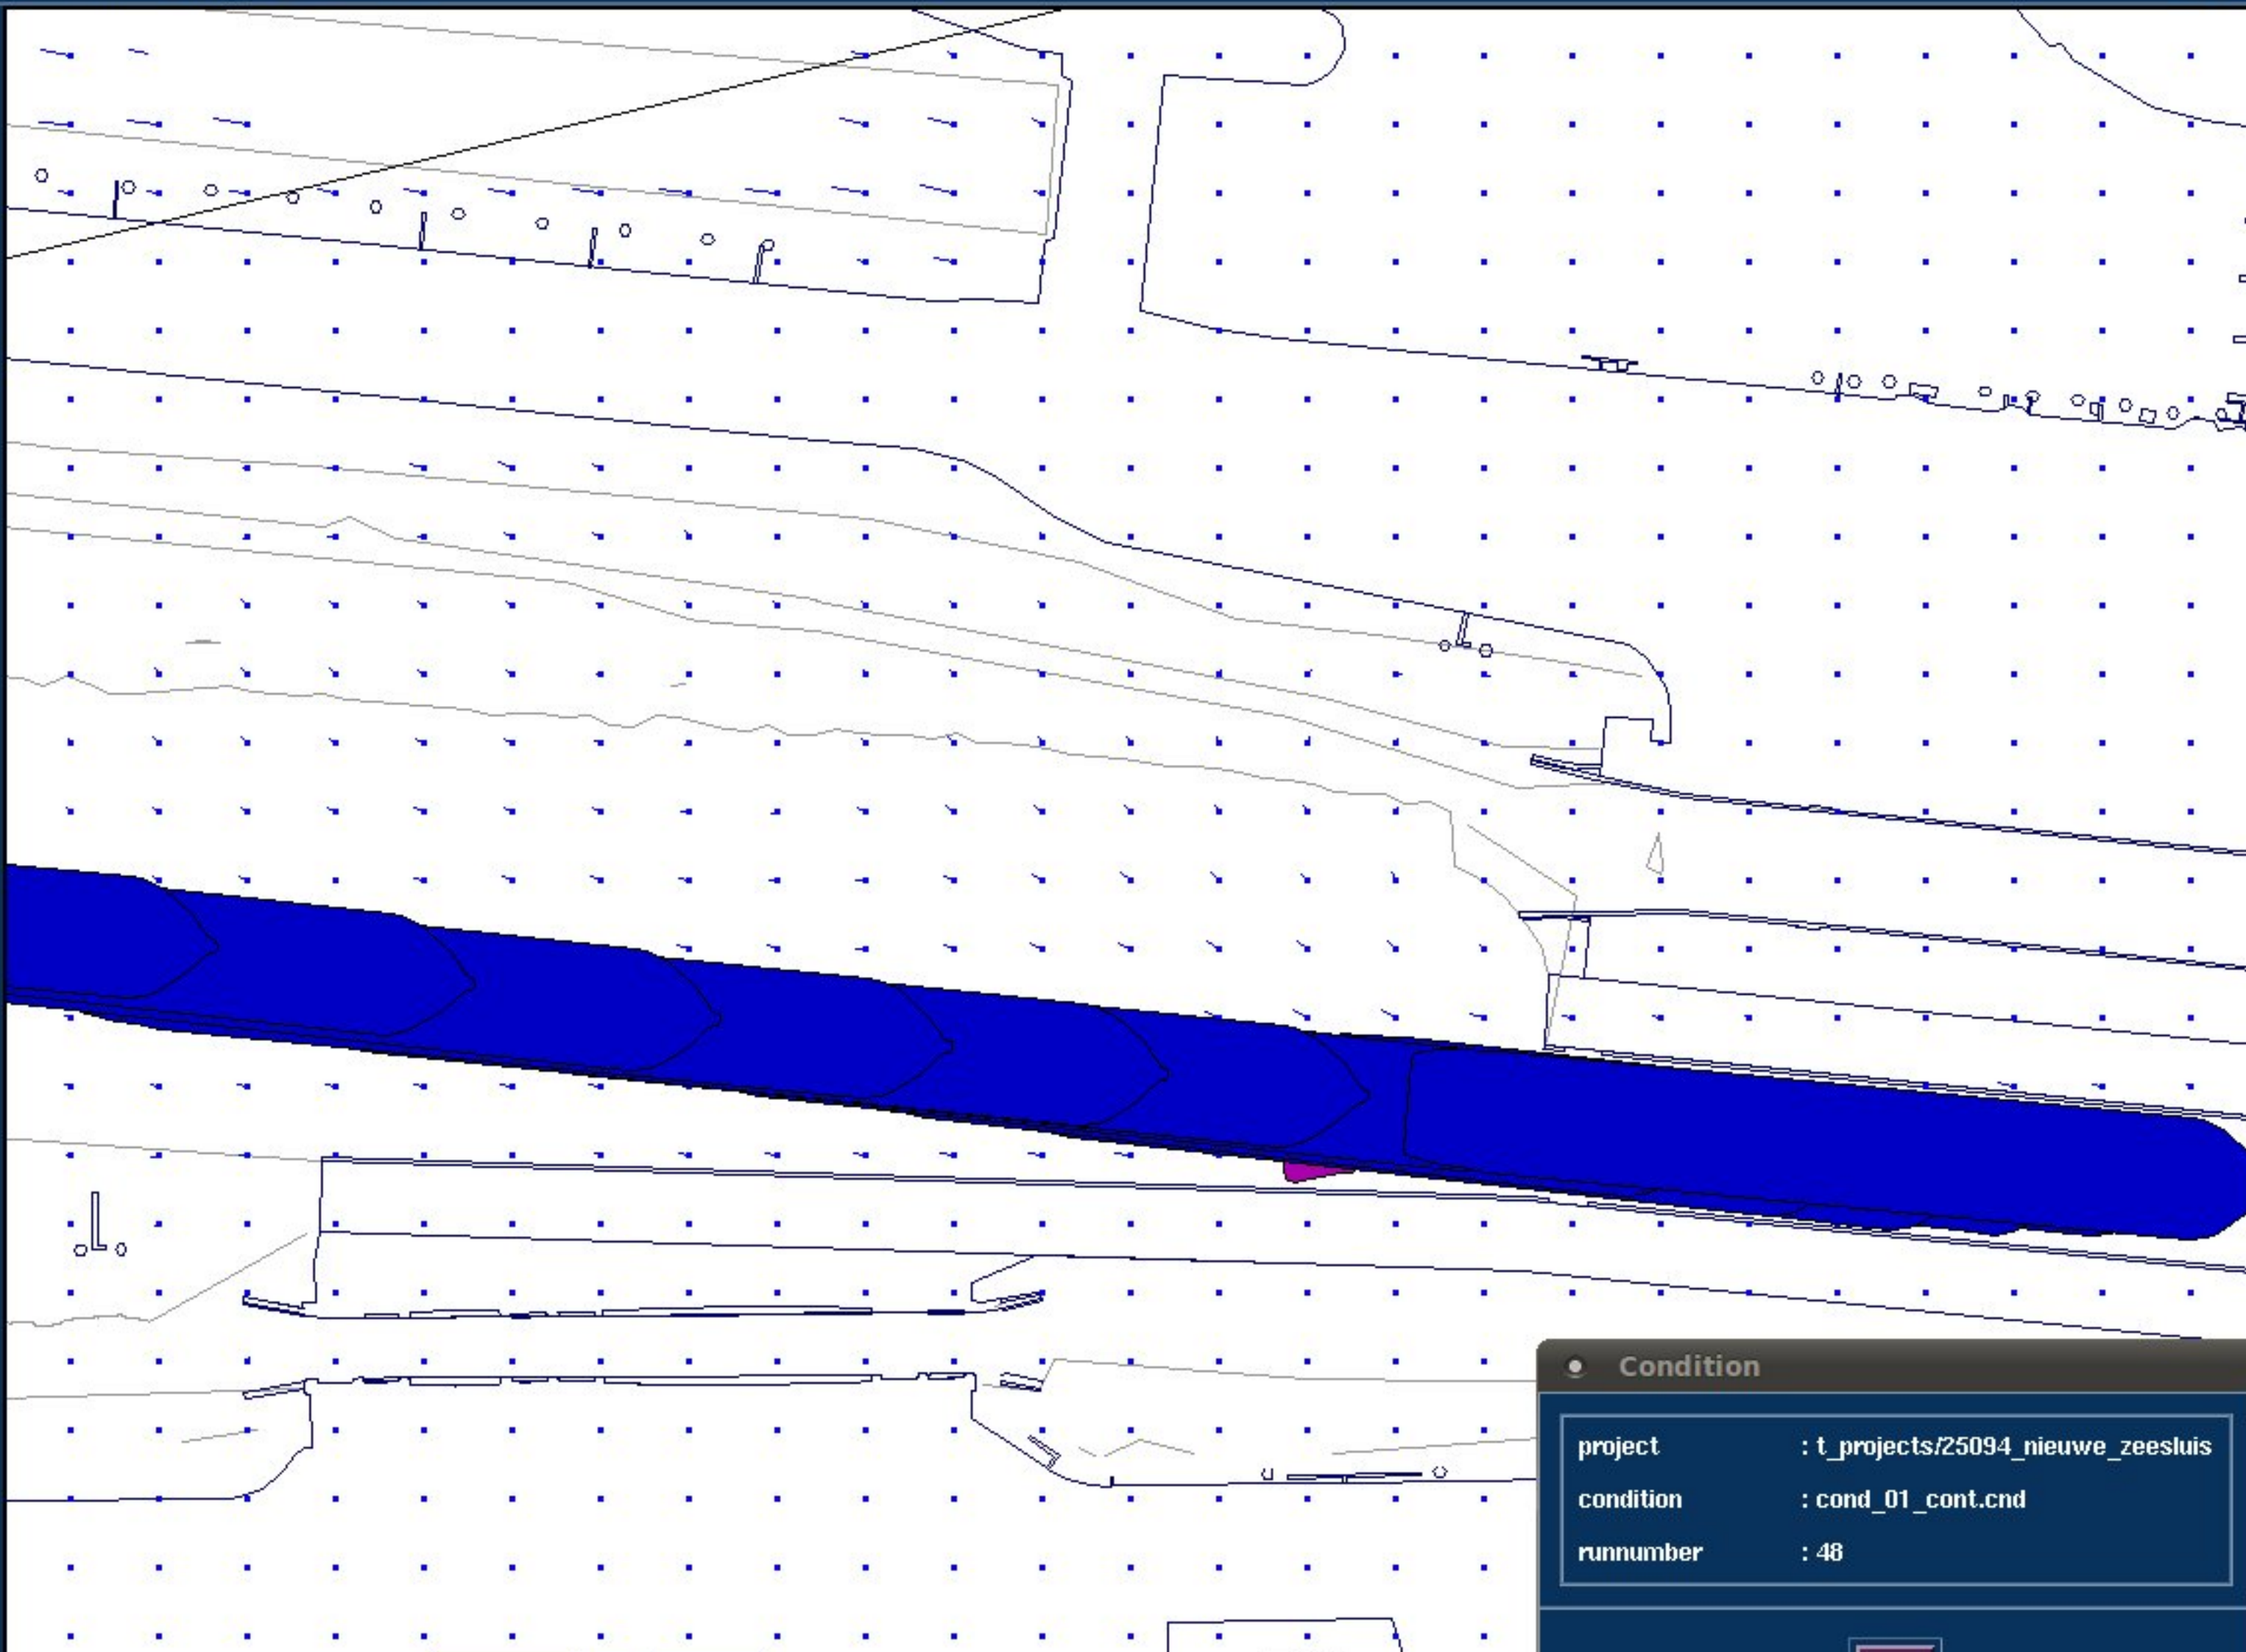 Condition
project : t_projects/25094_nieuwe_zeesluis
condition : cond_01_cont.cnd
runnumber : 48